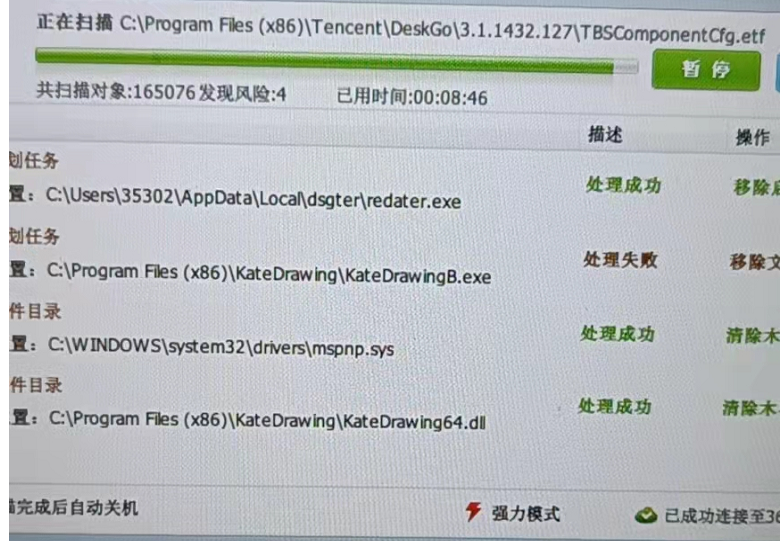 正在扫描 C:\Program Files (x86)\Tencent\DeskGo\3.1.1432.127\TBSComponentCfg.etf
暂停
共扫描对象:165076 发现风险:4 已用时间:00:08:46
描述 操作
划任务
置：C:\Users\35302\AppData\Local\dsgter\redater.exe 处理成功 移除
划任务
置：C:\Program Files (x86)\KateDrawing\KateDrawingB.exe 处理失败 移除文
件目录
置：C:\WINDOWS\system32\drivers\mspnp.sys 处理成功 清除木
件目录
置：C:\Program Files (x86)\KateDrawing\KateDrawing64.dll 处理成功 清除木
完成后自动关机 强力模式 已成功连接至36